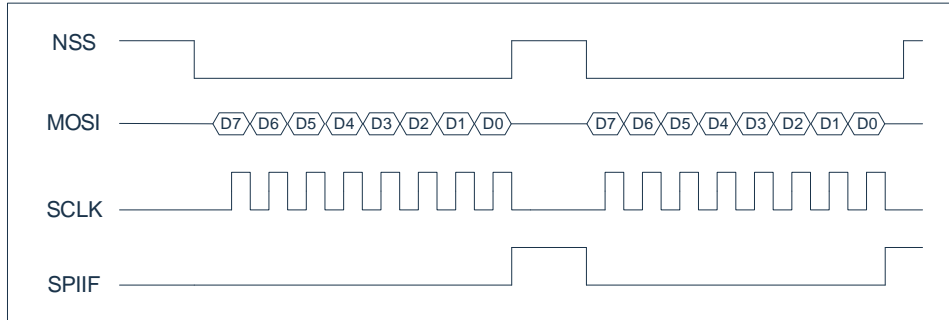 NSS
MOSI D7 D6 D5 D4 D3 D2 D1 D0 D7 D6 D5 D4 D3 D2 D1 D0
SCLK
SPIIF